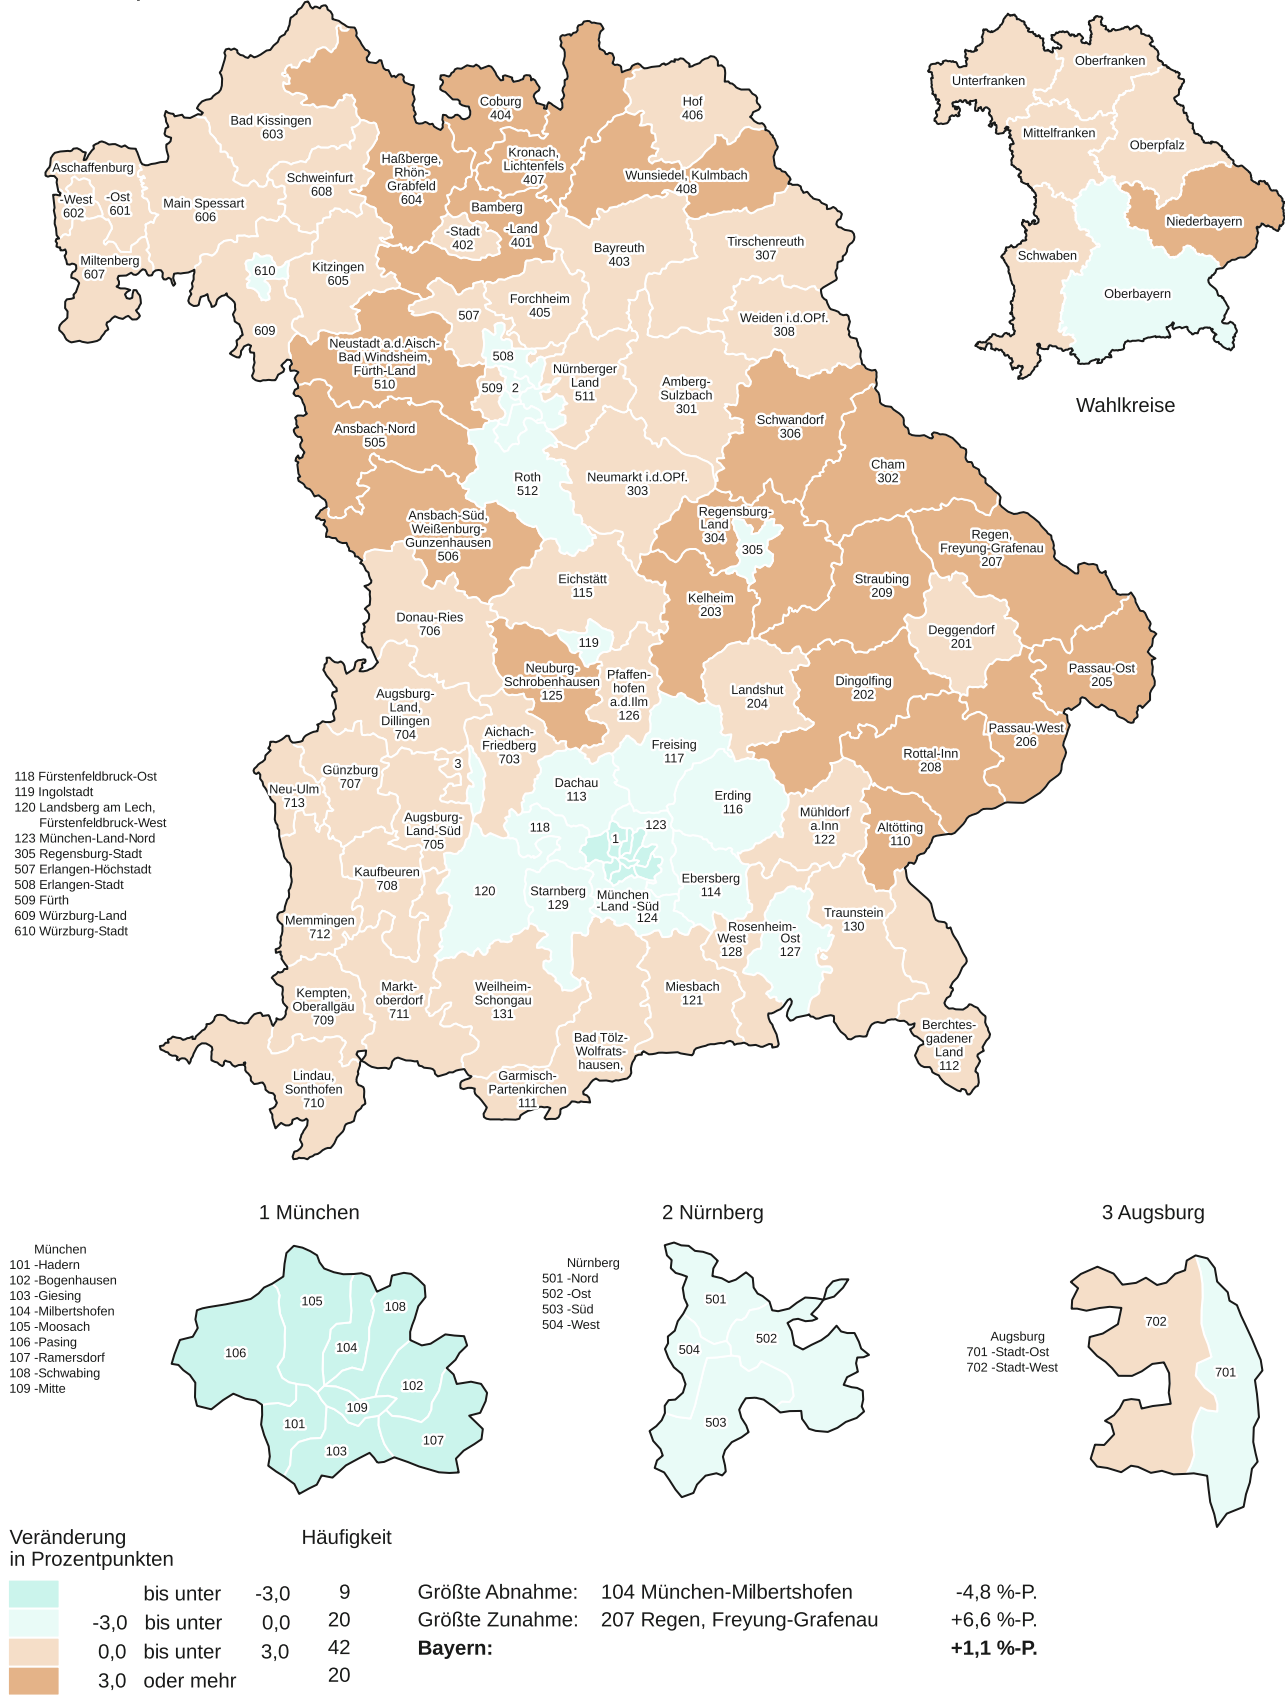 Unterfranken
Oberfranken
Mittelfranken
Oberpfalz
Niederbayern
Schwaben
Oberbayern
Wahlkreise
Hof
406
Coburg
404
Bad Kissingen
603
Kronach,
Lichtenfels
407
Haßberge,
Rhön-
Grabfeld
604
Aschaffenburg
-West
602
-Ost
601
Schweinfurt
608
Wunsiedel, Kulmbach
408
Main Spessart
606
Bamberg
-Stadt
402
-Land
401
Bayreuth
403
Tirschenreuth
307
Miltenberg
607
610
Kitzingen
605
Forchheim
405
507
609
Weiden i.d.OPf.
308
Neustadt a.d.Aisch-
Bad Windsheim,
Fürth-Land
510
508
509
2
Nürnberger
Land
511
Amberg-
Sulzbach
301
Schwandorf
306
Ansbach-Nord
505
Cham
302
Roth
512
Neumarkt i.d.OPf.
303
Ansbach-Süd,
Weißenburg-
Gunzenhausen
506
Regensburg-
Land
304
305
Regen,
Freyung-Grafenau
207
Eichstätt
115
Straubing
209
Kelheim
203
Donau-Ries
706
Deggendorf
201
119
Neuburg-
Schrobenhausen
125
Pfaffen-
hofen
a.d.Ilm
126
Passau-Ost
205
Landshut
204
Dingolfing
202
Augsburg-
Land,
Dillingen
704
Passau-West
206
Aichach-
Friedberg
703
Freising
117
Rottal-Inn
208
3
Günzburg
707
Neu-Ulm
713
Dachau
113
Erding
116
Mühldorf
a.Inn
122
Altötting
110
Augsburg-
Land-Süd
705
118
123
1
Kaufbeuren
708
120
Starnberg
129
Ebersberg
114
München
-Land -Süd
124
Memmingen
712
Rosenheim-
West
128
Ost
127
Traunstein
130
Kempten,
Oberallgäu
709
Markt-
oberdorf
711
Weilheim-
Schongau
131
Miesbach
121
Bad Tölz-
Wolfrats-
hausen,
Garmisch-
Partenkirchen
111
Berchtes-
gadener
Land
112
Lindau,
Sonthofen
710
118 Fürstenfeldbruck-Ost
119 Ingolstadt
120 Landsberg am Lech,
Fürstenfeldbruck-West
123 München-Land-Nord
305 Regensburg-Stadt
507 Erlangen-Höchstadt
508 Erlangen-Stadt
509 Fürth
609 Würzburg-Land
610 Würzburg-Stadt
1 München
München
101 -Hadern
102 -Bogenhausen
103 -Giesing
104 -Milbertshofen
105 -Moosach
106 -Pasing
107 -Ramersdorf
108 -Schwabing
109 -Mitte
105
108
104
106
102
109
101
107
103
2 Nürnberg
Nürnberg
501 -Nord
502 -Ost
503 -Süd
504 -West
501
502
504
503
3 Augsburg
Augsburg
701 -Stadt-Ost
702 -Stadt-West
702
701
Veränderung
in Prozentpunkten
Häufigkeit
bis unter -3,0 9
-3,0 bis unter 0,0 20
0,0 bis unter 3,0 42
3,0 oder mehr 20
Größte Abnahme: 104 München-Milbertshofen -4,8 %-P.
Größte Zunahme: 207 Regen, Freyung-Grafenau +6,6 %-P.
Bayern: +1,1 %-P.